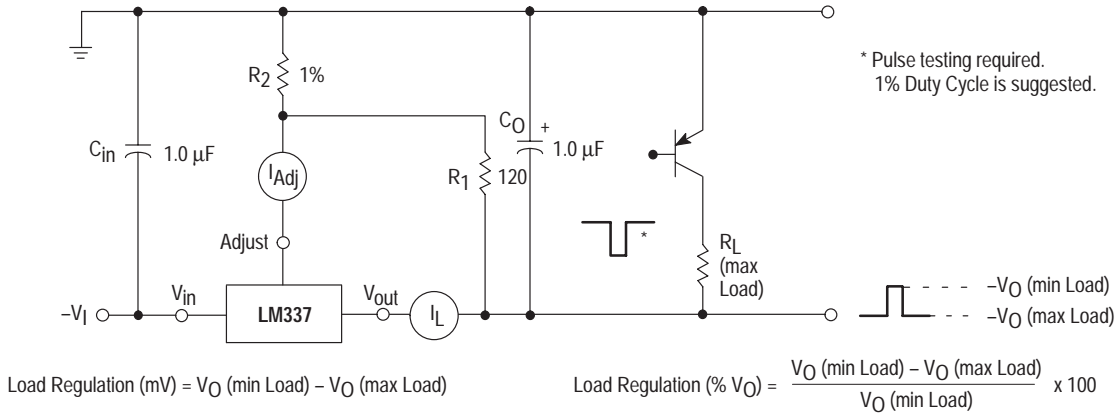 * Pulse testing required.
1% Duty Cycle is suggested.
R2
1%
CO
+
1.0 µF
Cin
1.0 µF
IAdj
R1
120
*
Adjust
RL
(max
Load)
Vin
Vout
–VI
LM337
IL
–VO (min Load)
–VO (max Load)
Load Regulation (mV) = VO (min Load) – VO (max Load)
Load Regulation (% VO) = VO (min Load) – VO (max Load)
VO (min Load)
x 100